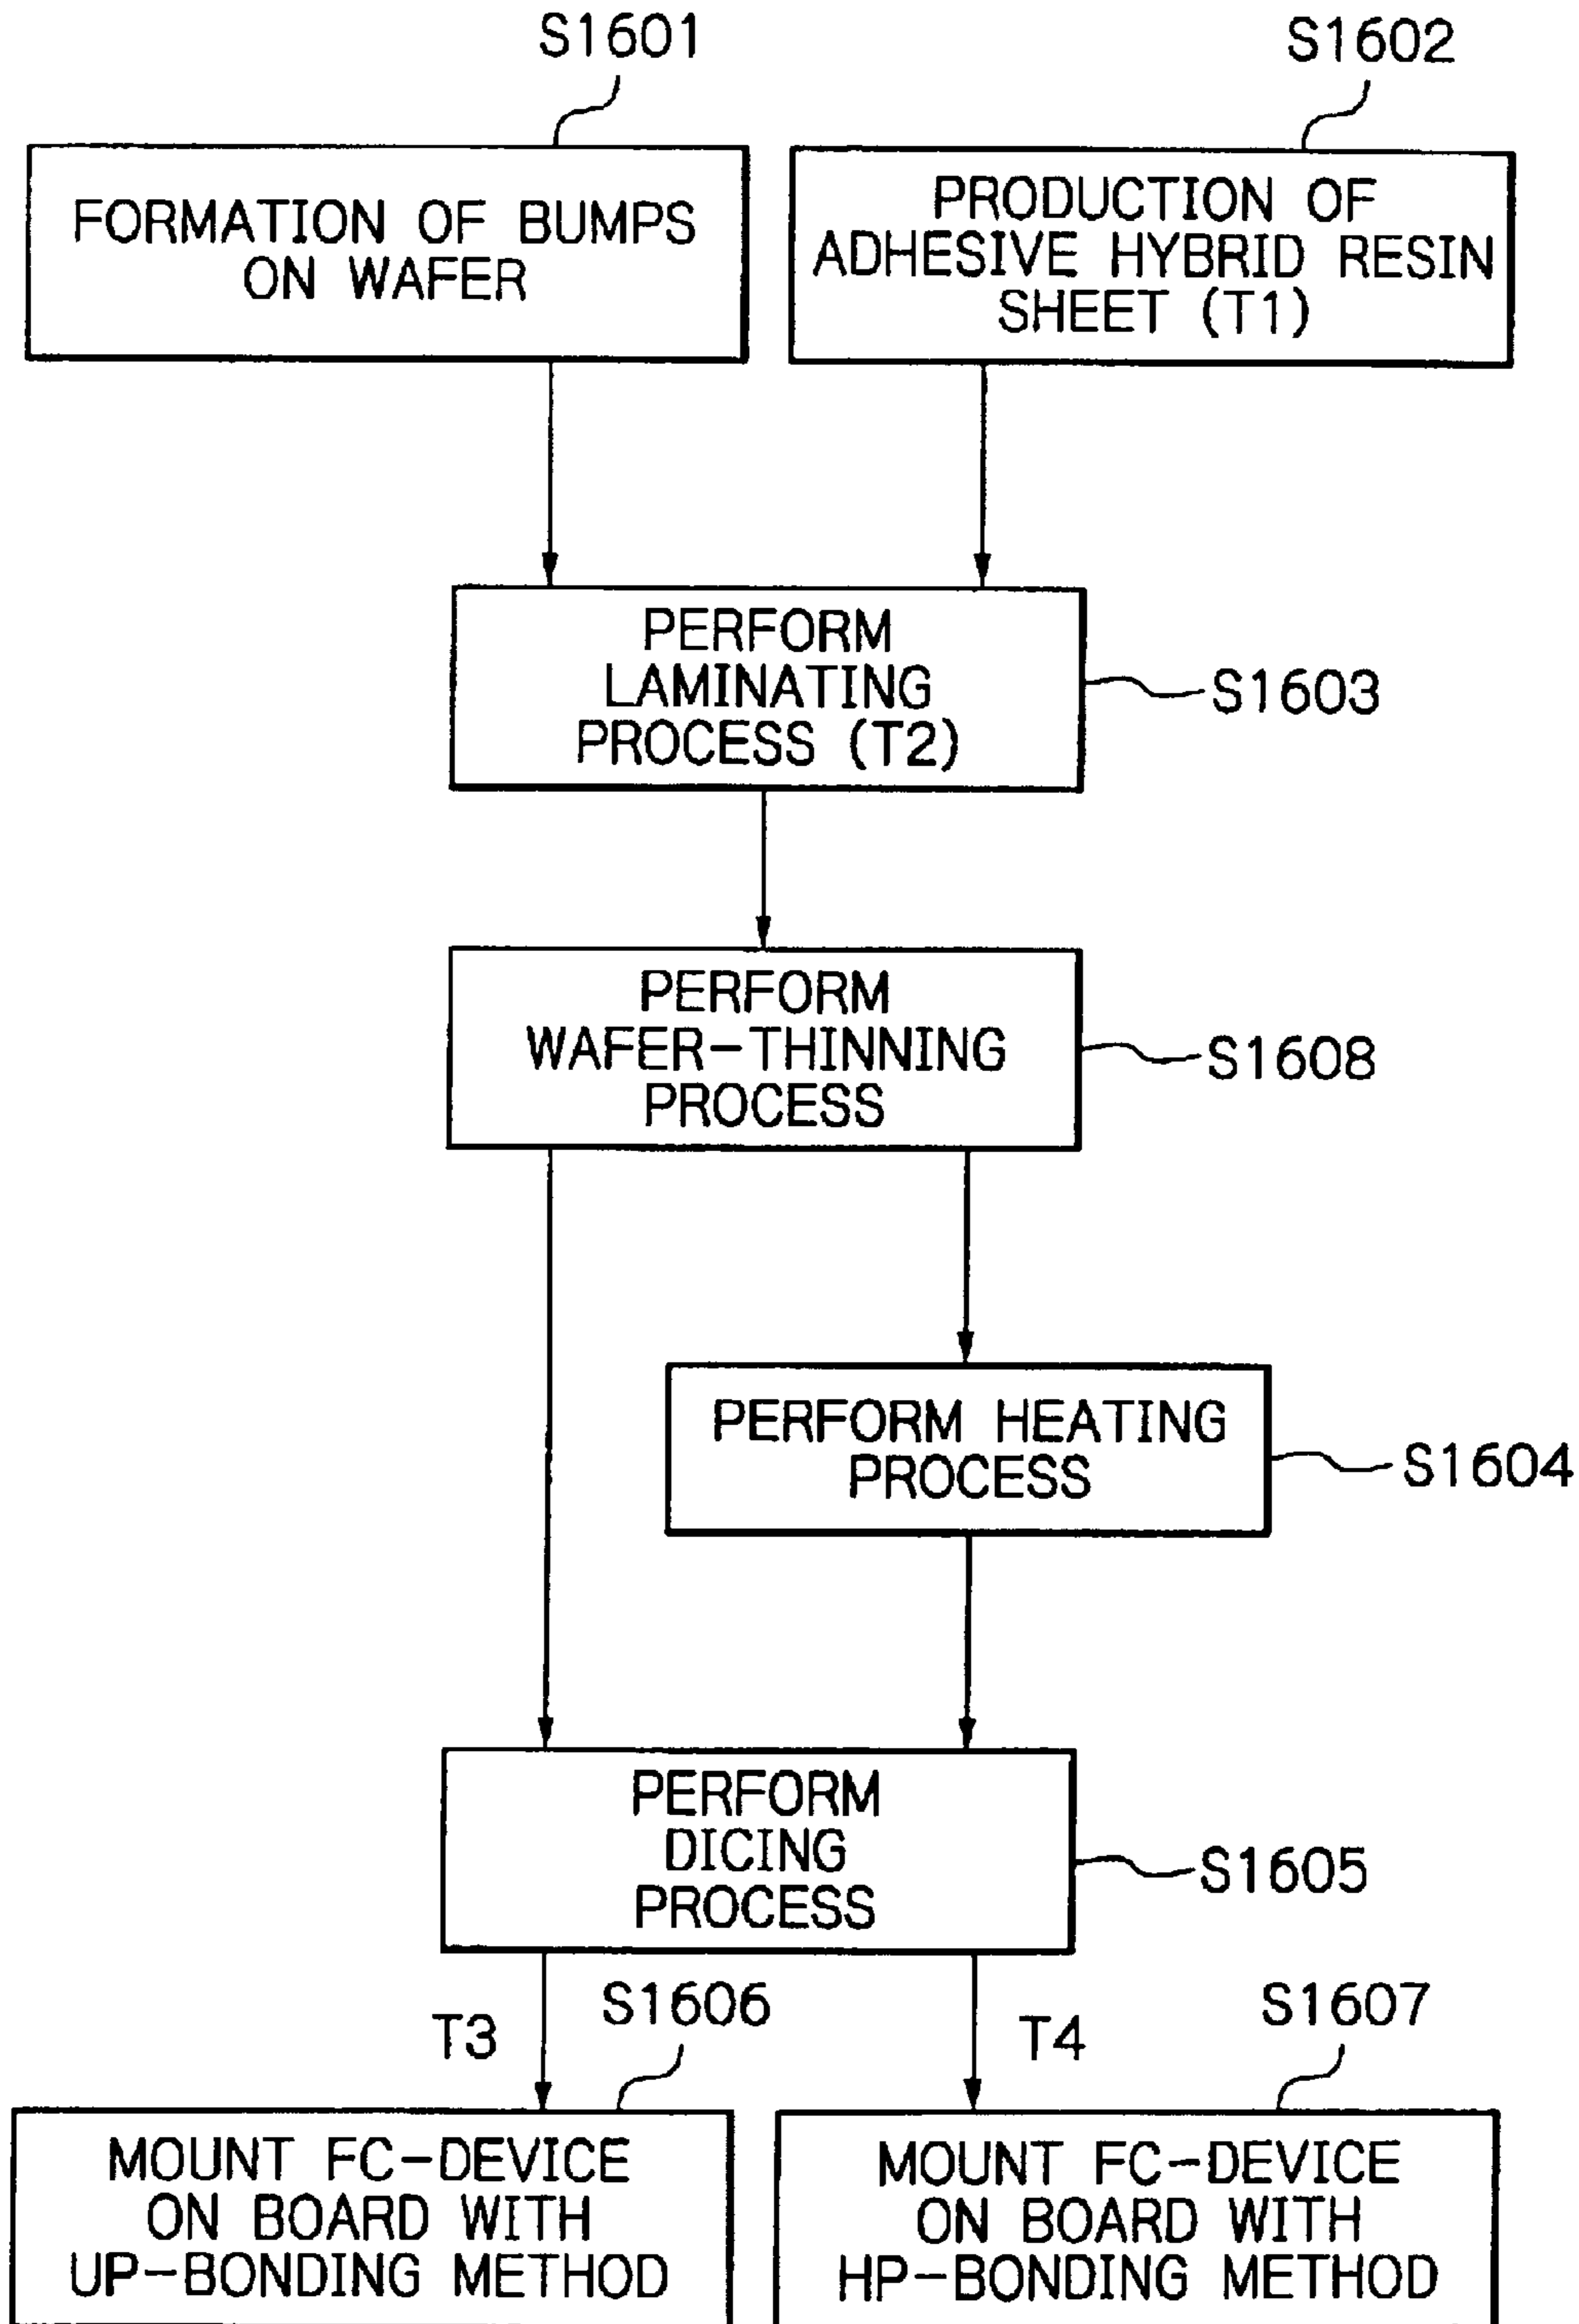 S1601
S1602
FORMATION OF BUMPS
ON WAFER
PRODUCTION OF
ADHESIVE HYBRID RESIN
SHEET (T1)
PERFORM
LAMINATING
PROCESS (T2)
S1603
PERFORM
WAFER-THINNING
PROCESS
S1608
PERFORM HEATING
PROCESS
S1604
PERFORM
DICING
PROCESS
S1605
T3
S1606
T4
S1607
MOUNT FC-DEVICE
ON BOARD WITH
UP-BONDING METHOD
MOUNT FC-DEVICE
ON BOARD WITH
HP-BONDING METHOD